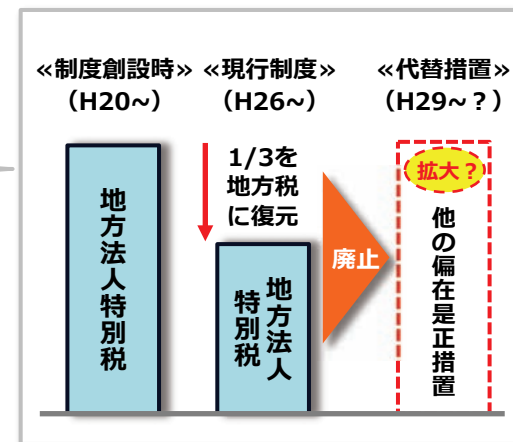 ≪制度創設時≫
（H20~）
≪現行制度≫
（H26~）
≪代替措置≫
（H29~？）
地方法人特別税
1/3を
地方税
に復元
地方法人
特別税
廃止
拡大？
他の偏在是正措置